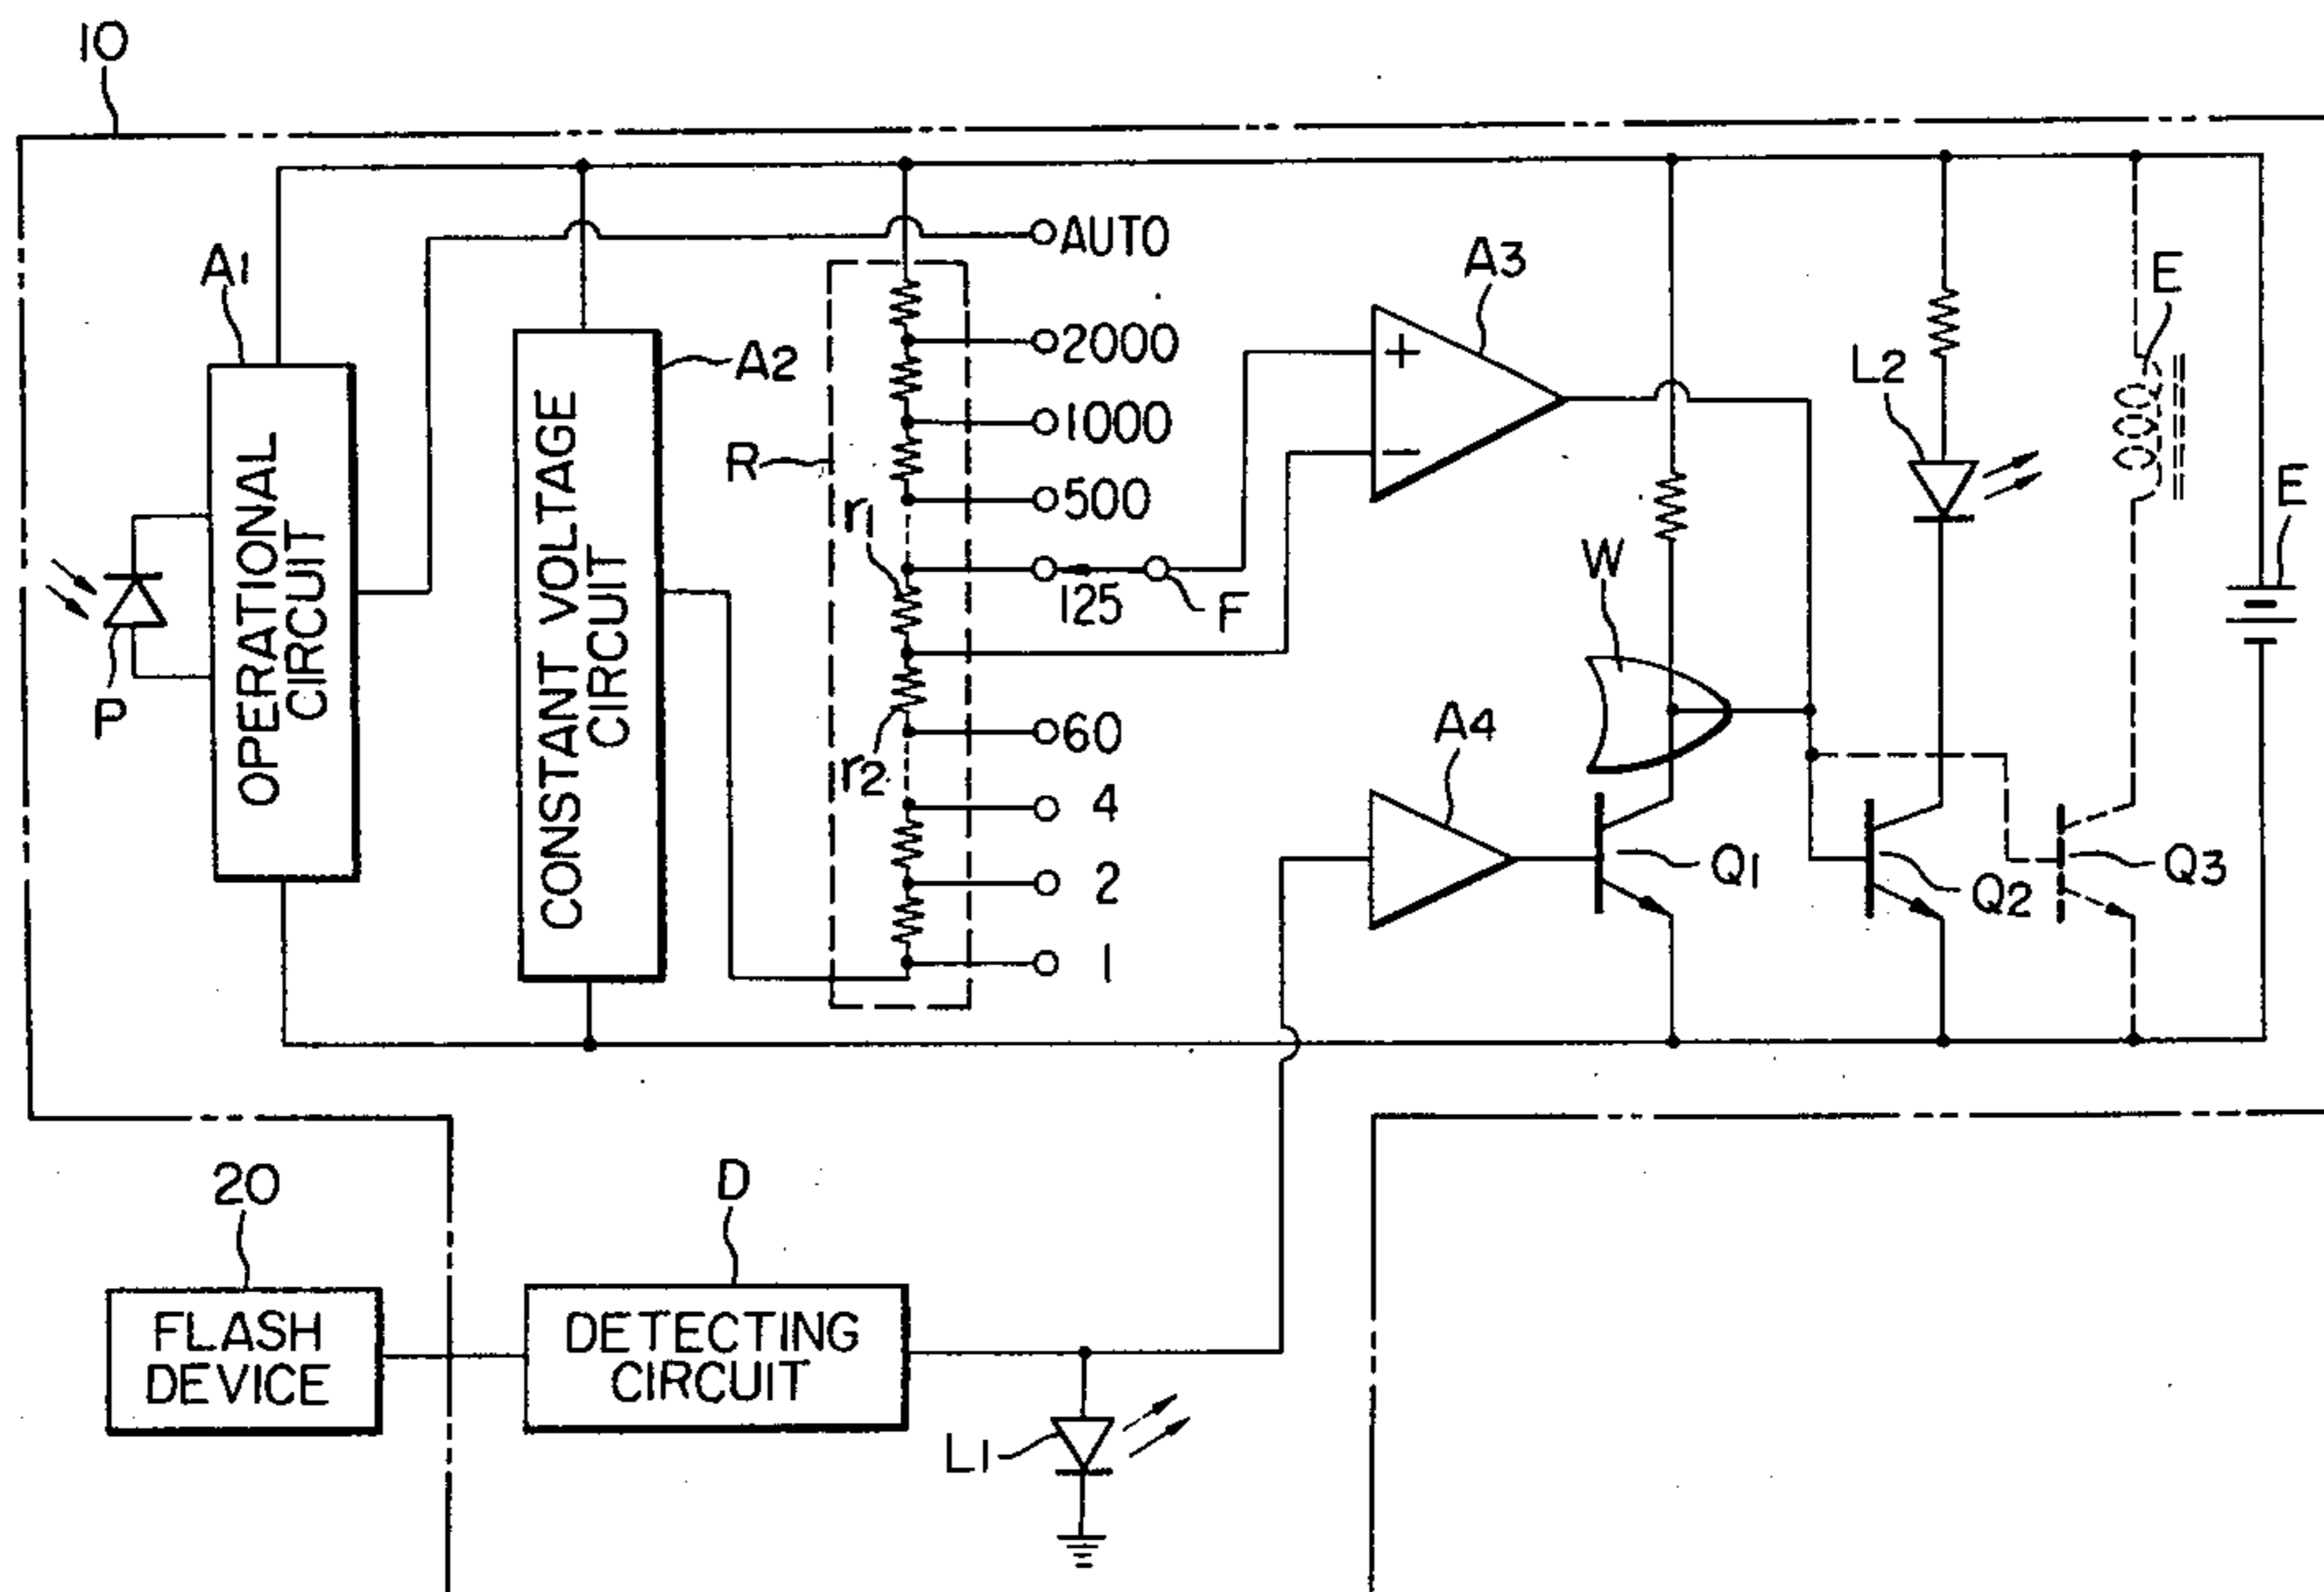 10
AUTO
A1
A3
E
2000
A2
L2
1000
R
E
500
r1
OPERATIONAL
CIRCUIT
CONSTANT VOLTAGE
CIRCUIT
+
−
W
125
F
P
60
A4
r2
4
Q1
Q2
Q3
2
1
20
D
FLASH
DEVICE
DETECTING
CIRCUIT
L1